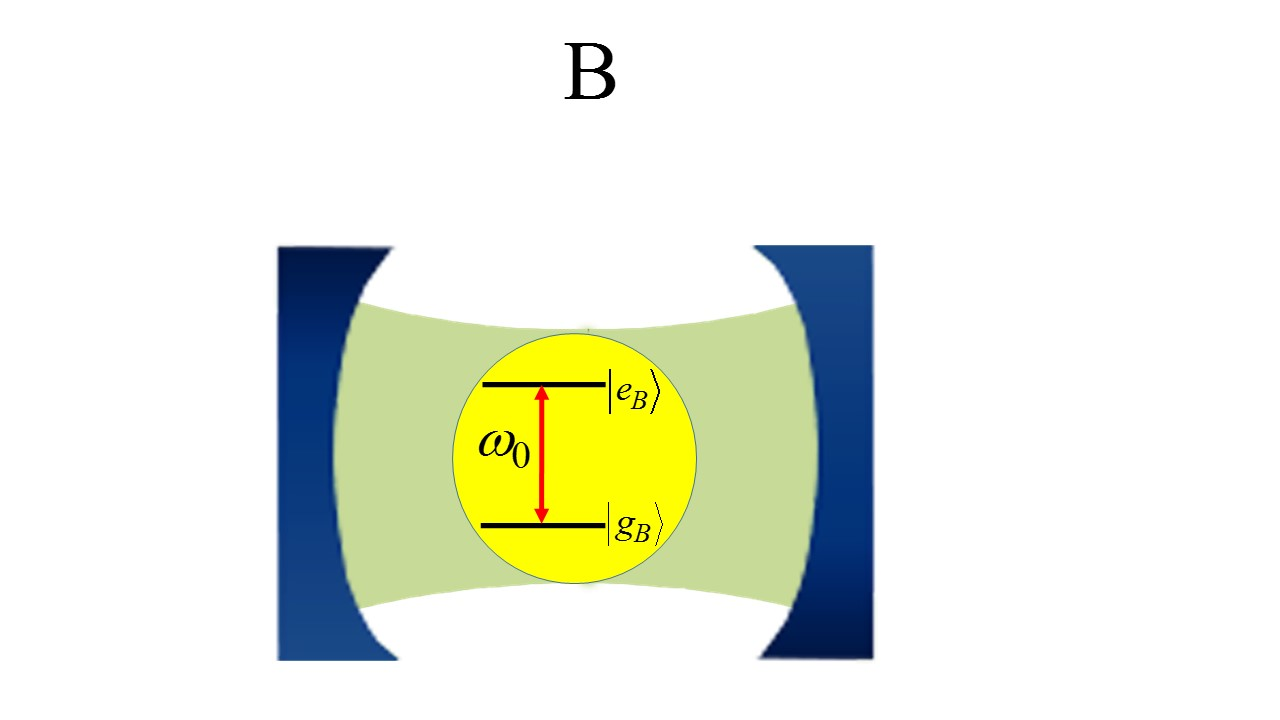 B
|e_B⟩
ω₀
|g_B⟩